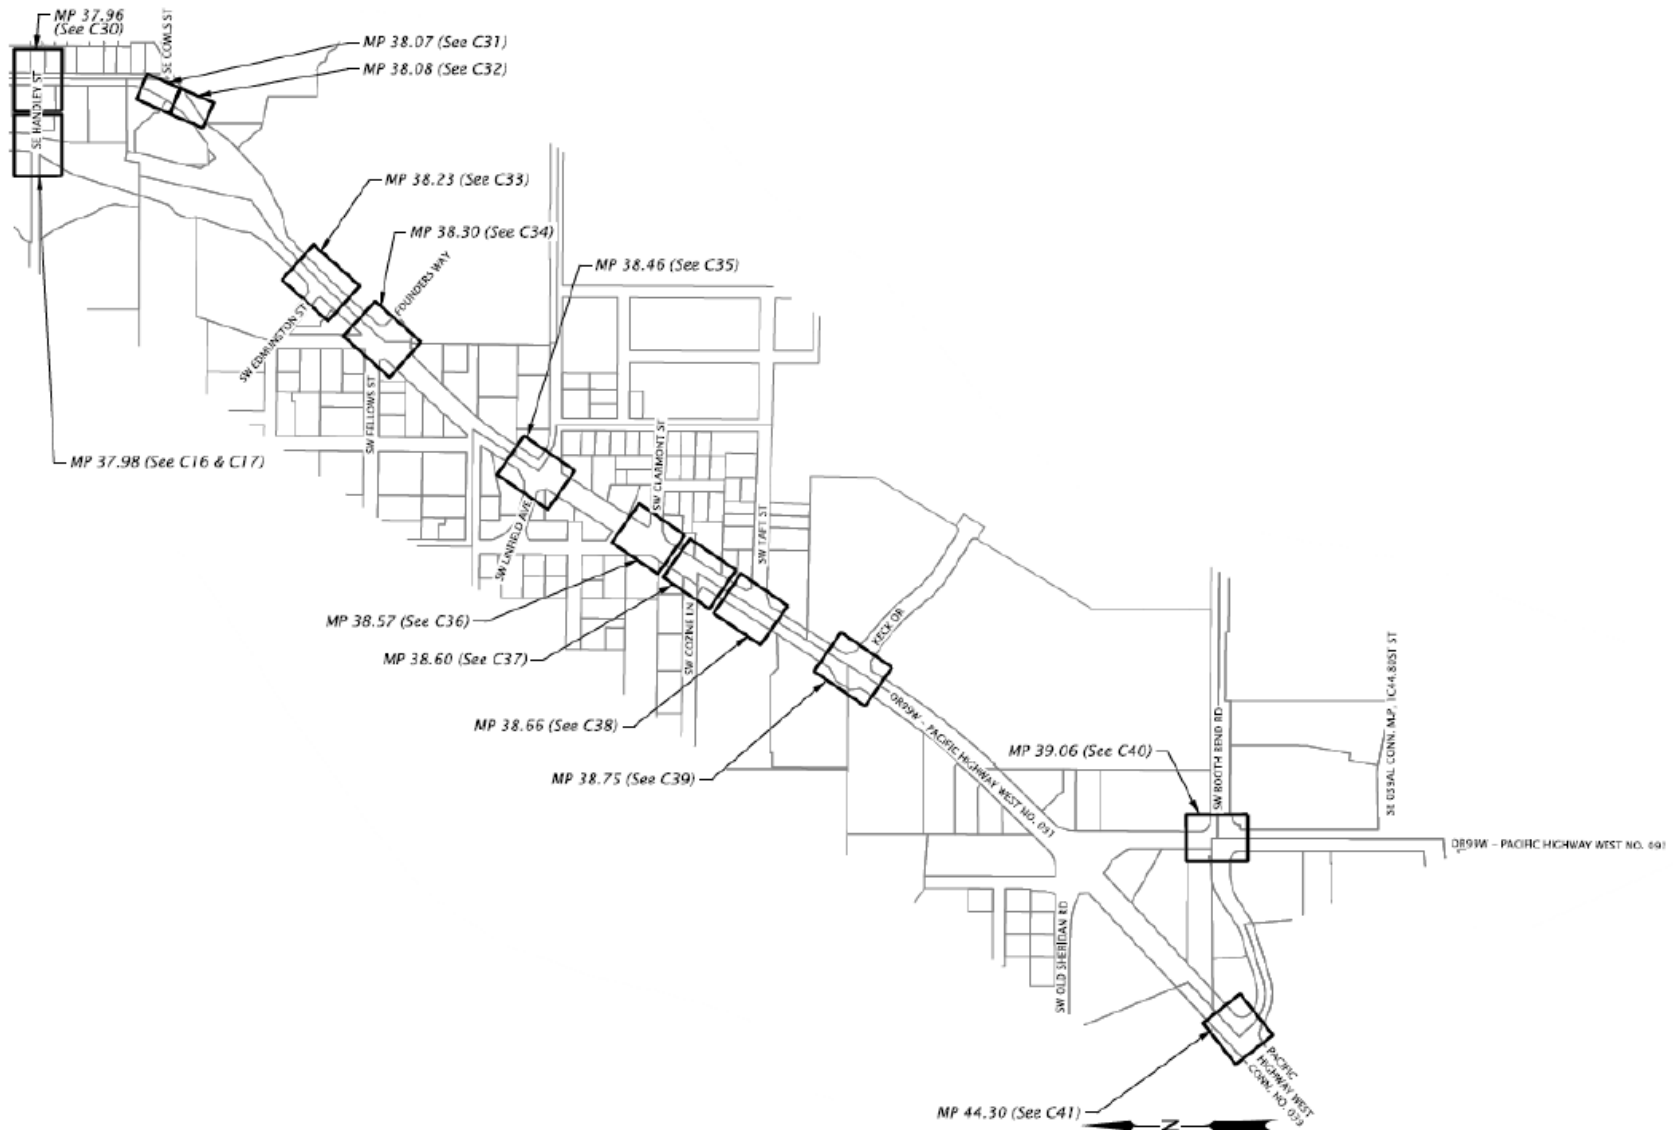 MP 37.96
(See C30)
SE COWLS ST
MP 38.07 (See C31)
MP 38.08 (See C32)
SE HANDLEY ST
MP 38.23 (See C33)
MP 38.30 (See C34)
FOUNDERS WAY
MP 38.46 (See C35)
SW EDMUNSTON ST
SW FELLOWS ST
MP 37.98 (See C16 & C17)
SW CLARMONT ST
SW LINFIELD AVE
SW TAFT ST
MP 38.57 (See C36)
MP 38.60 (See C37)
SW COZINE LN
KECK DR
MP 38.66 (See C38)
MP 38.75 (See C39)
OR99W - PACIFIC HIGHWAY WEST NO. 091
MP 39.06 (See C40)
SW BOOTH BEND RD
SE 039AL CONN. M.P. 1C44.80ST ST
OR99W - PACIFIC HIGHWAY WEST NO. 091
SW OLD SHERIDAN RD
PACIFIC
HIGHWAY WEST
CONN. NO. 039
MP 44.30 (See C41)
N